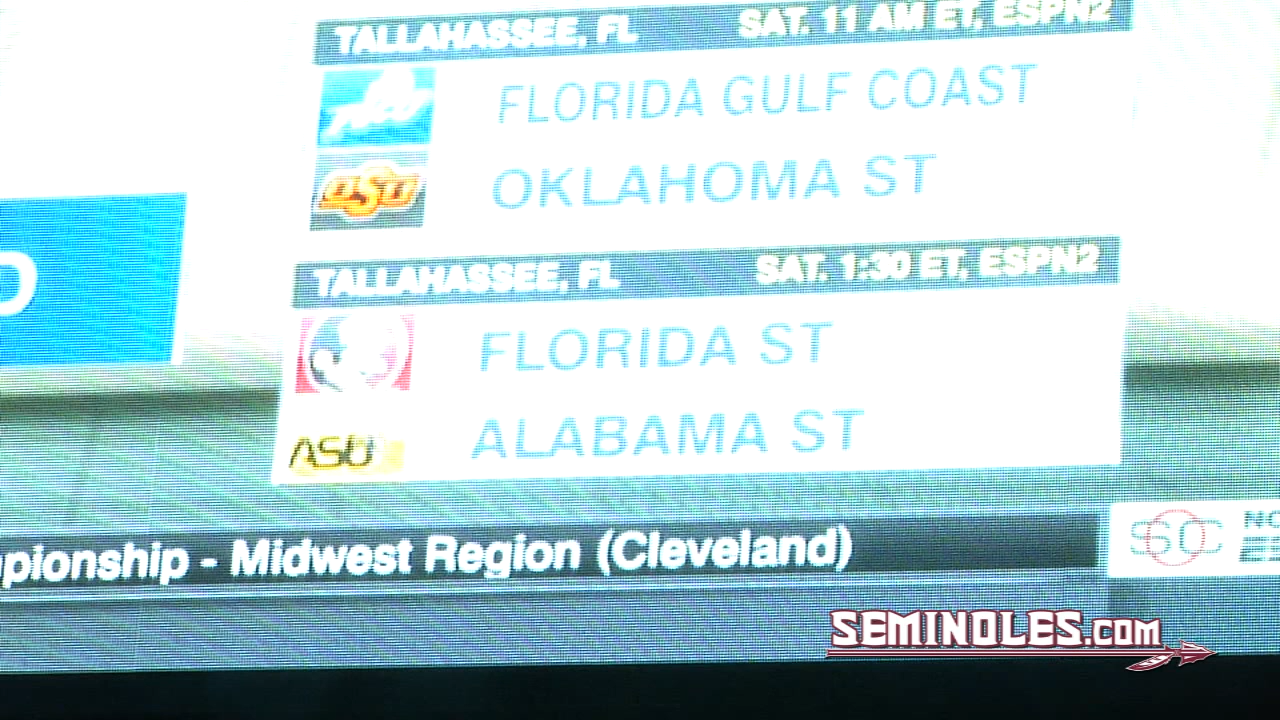 TALLAHASSEE, FL SAT. 11 AM ET, ESPN2
FLORIDA GULF COAST
OSU
OKLAHOMA ST
TALLAHASSEE, FL SAT. 1:30 ET, ESPN2
FLORIDA ST
ASU
ALABAMA ST
pionship - Midwest Region (Cleveland)
SEMINOLES.COM